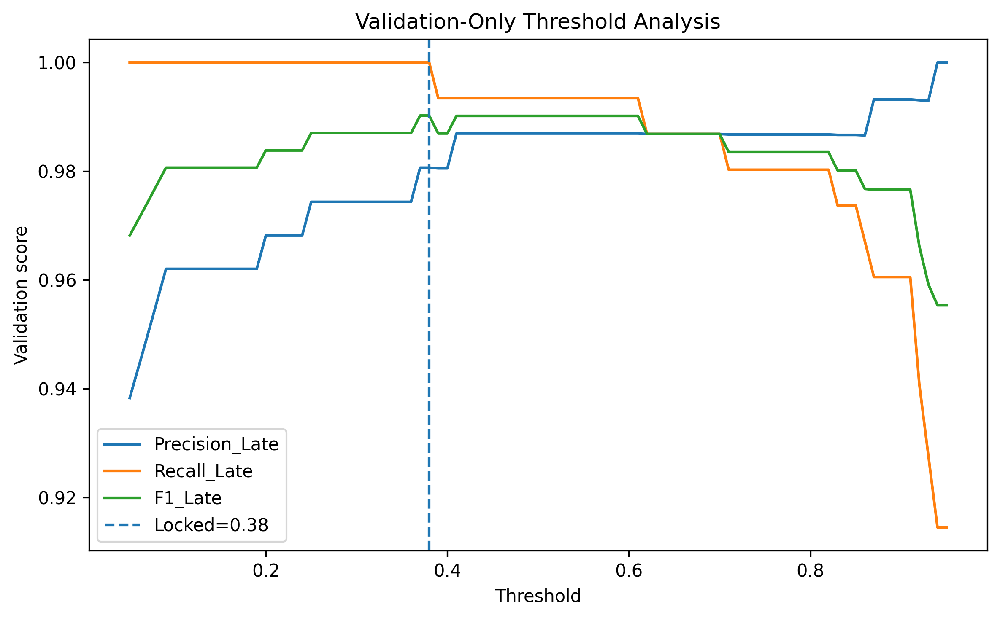 Validation-Only Threshold Analysis
1.00
0.98
0.96
0.94
0.92
Validation score
Precision_Late
Recall_Late
F1_Late
Locked=0.38
0.2 0.4 0.6 0.8
Threshold